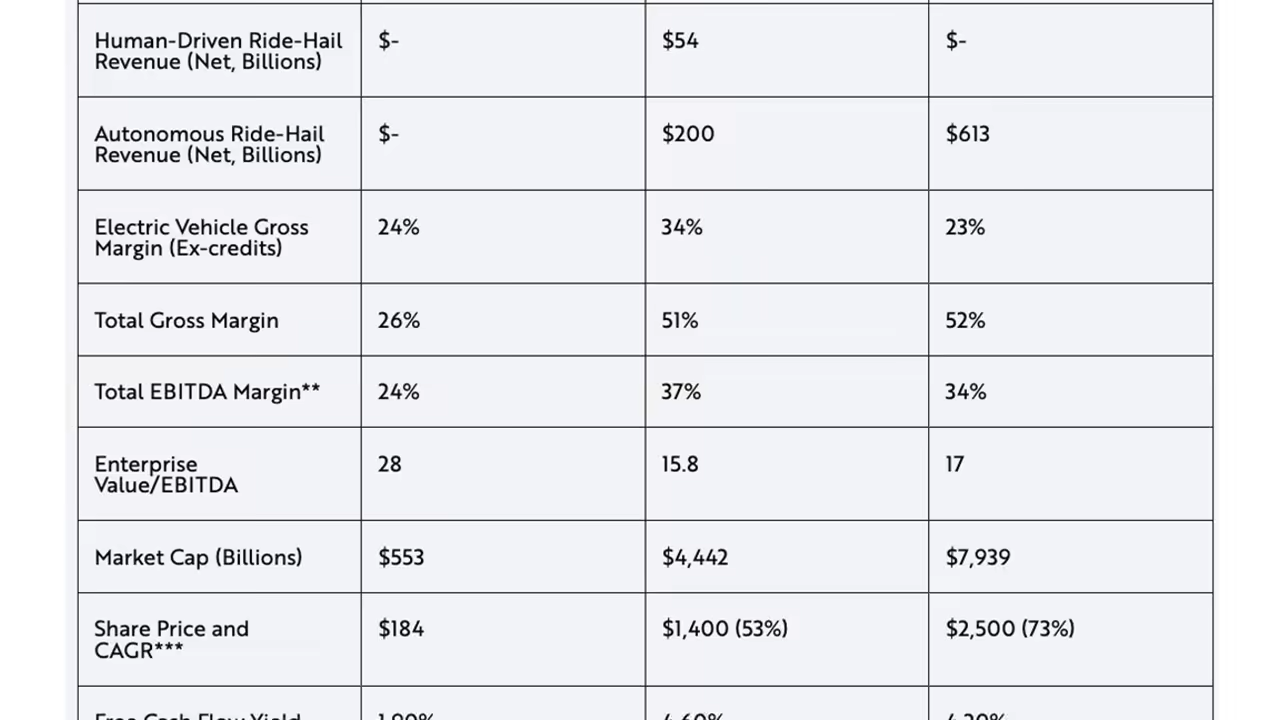 Human-Driven Ride-Hail
Revenue (Net, Billions)
$-
$54
$-
Autonomous Ride-Hail
Revenue (Net, Billions)
$-
$200
$613
Electric Vehicle Gross
Margin (Ex-credits)
24%
34%
23%
Total Gross Margin
26%
51%
52%
Total EBITDA Margin**
24%
37%
34%
Enterprise
Value/EBITDA
28
15.8
17
Market Cap (Billions)
$553
$4,442
$7,939
Share Price and
CAGR***
$184
$1,400 (53%)
$2,500 (73%)
Free Cash Flow Yield